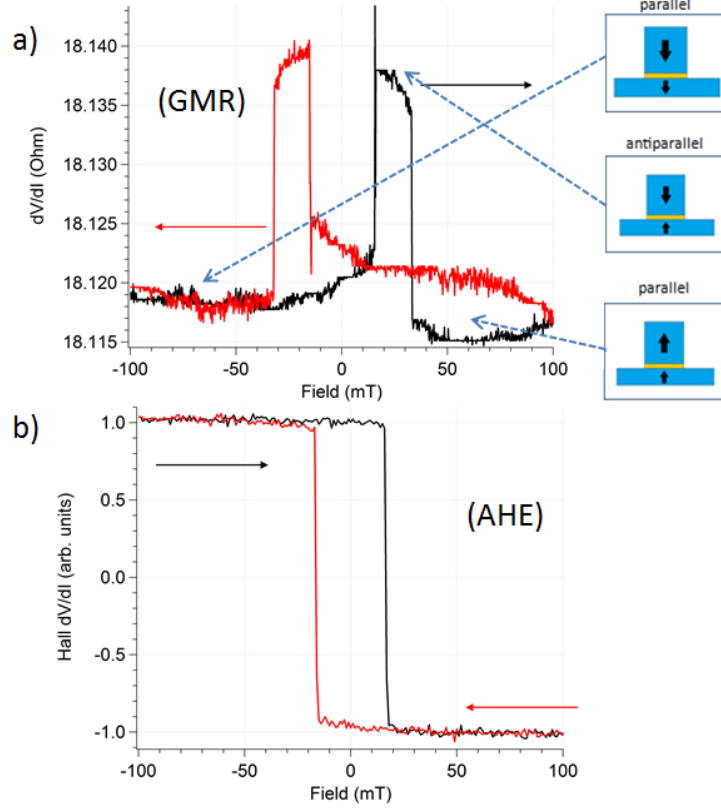 a)
(GMR)
dV/dI (Ohm)
18.140
18.135
18.130
18.125
18.120
18.115
-100
-50
0
50
100
Field (mT)
parallel
antiparallel
parallel
b)
(AHE)
Hall dV/dI (arb. units)
1.0
0.5
0.0
-0.5
-1.0
-100
-50
0
50
100
Field (mT)